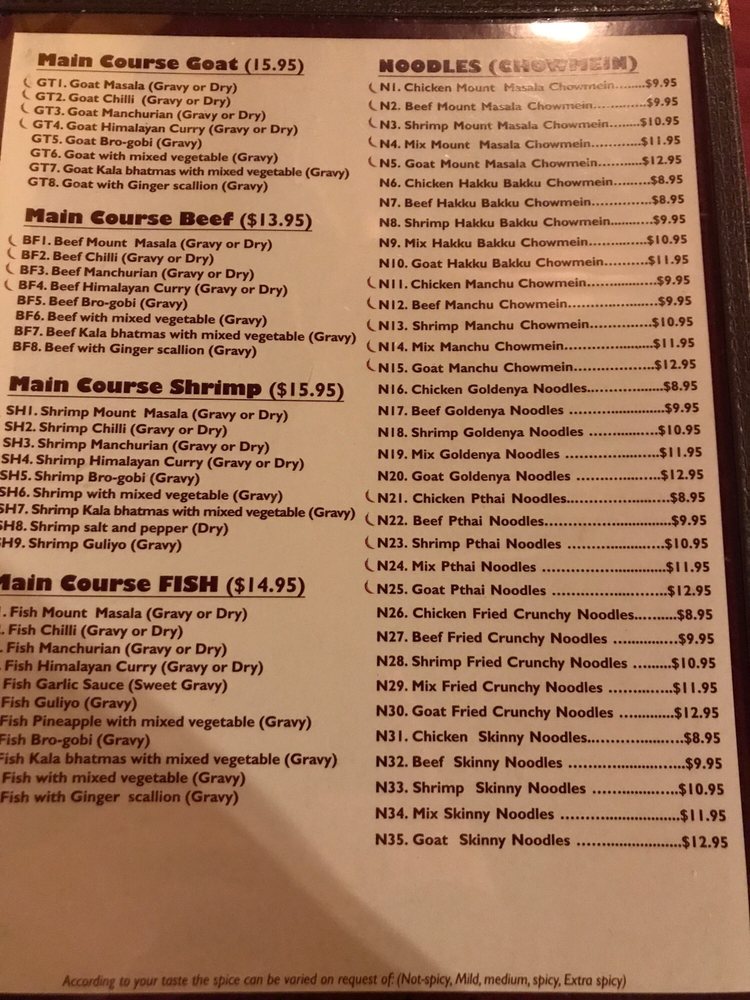 Main Course Goat (15.95)
GT1. Goat Masala (Gravy or Dry)
GT2. Goat Chilli (Gravy or Dry)
GT3. Goat Manchurian (Gravy or Dry)
GT4. Goat Himalayan Curry (Gravy or Dry)
GT5. Goat Bro-gobi (Gravy)
GT6. Goat with mixed vegetable (Gravy)
GT7. Goat Kala bhatmas with mixed vegetable (Gravy)
GT8. Goat with Ginger scallion (Gravy)
Main Course Beef ($13.95)
BF1. Beef Mount Masala (Gravy or Dry)
BF2. Beef Chilli (Gravy or Dry)
BF3. Beef Manchurian (Gravy or Dry)
BF4. Beef Himalayan Curry (Gravy or Dry)
BF5. Beef Bro-gobi (Gravy)
BF6. Beef with mixed vegetable (Gravy)
BF7. Beef Kala bhatmas with mixed vegetable (Gravy)
BF8. Beef with Ginger scallion (Gravy)
Main Course Shrimp ($15.95)
SH1. Shrimp Mount Masala (Gravy or Dry)
SH2. Shrimp Chilli (Gravy or Dry)
SH3. Shrimp Manchurian (Gravy or Dry)
SH4. Shrimp Himalayan Curry (Gravy or Dry)
SH5. Shrimp Bro-gobi (Gravy)
SH6. Shrimp with mixed vegetable (Gravy)
SH7. Shrimp Kala bhatmas with mixed vegetable (Gravy)
SH8. Shrimp salt and pepper (Dry)
SH9. Shrimp Guliyo (Gravy)
Main Course FISH ($14.95)
. Fish Mount Masala (Gravy or Dry)
. Fish Chilli (Gravy or Dry)
. Fish Manchurian (Gravy or Dry)
. Fish Himalayan Curry (Gravy or Dry)
Fish Garlic Sauce (Sweet Gravy)
Fish Guliyo (Gravy)
Fish Pineapple with mixed vegetable (Gravy)
Fish Bro-gobi (Gravy)
Fish Kala bhatmas with mixed vegetable (Gravy)
Fish with mixed vegetable (Gravy)
Fish with Ginger scallion (Gravy)
NOODLES (CHOWMEIN)
N1. Chicken Mount Masala Chowmein........$9.95
N2. Beef Mount Masala Chowmein..............$9.95
N3. Shrimp Mount Masala Chowmein........$10.95
N4. Mix Mount Masala Chowmein.............$11.95
N5. Goat Mount Masala Chowmein............$12.95
N6. Chicken Hakku Bakku Chowmein.........$8.95
N7. Beef Hakku Bakku Chowmein...............$8.95
N8. Shrimp Hakku Bakku Chowmein...........$9.95
N9. Mix Hakku Bakku Chowmein...............$10.95
N10. Goat Hakku Bakku Chowmein...........$11.95
N11. Chicken Manchu Chowmein................$9.95
N12. Beef Manchu Chowmein......................$9.95
N13. Shrimp Manchu Chowmein...............$10.95
N14. Mix Manchu Chowmein......................$11.95
N15. Goat Manchu Chowmein....................$12.95
N16. Chicken Goldenya Noodles...................$8.95
N17. Beef Goldenya Noodles ........................$9.95
N18. Shrimp Goldenya Noodles .................$10.95
N19. Mix Goldenya Noodles .......................$11.95
N20. Goat Goldenya Noodles .....................$12.95
N21. Chicken Pthai Noodles..........................$8.95
N22. Beef Pthai Noodles................................$9.95
N23. Shrimp Pthai Noodles ........................$10.95
N24. Mix Pthai Noodles ..............................$11.95
N25. Goat Pthai Noodles ............................$12.95
N26. Chicken Fried Crunchy Noodles..........$8.95
N27. Beef Fried Crunchy Noodles ................$9.95
N28. Shrimp Fried Crunchy Noodles .........$10.95
N29. Mix Fried Crunchy Noodles ................$11.95
N30. Goat Fried Crunchy Noodles .............$12.95
N31. Chicken Skinny Noodles.......................$8.95
N32. Beef Skinny Noodles ............................$9.95
N33. Shrimp Skinny Noodles .....................$10.95
N34. Mix Skinny Noodles ............................$11.95
N35. Goat Skinny Noodles .........................$12.95
According to your taste the spice can be varied on request of: (Not-spicy, Mild, medium, spicy, Extra spicy)